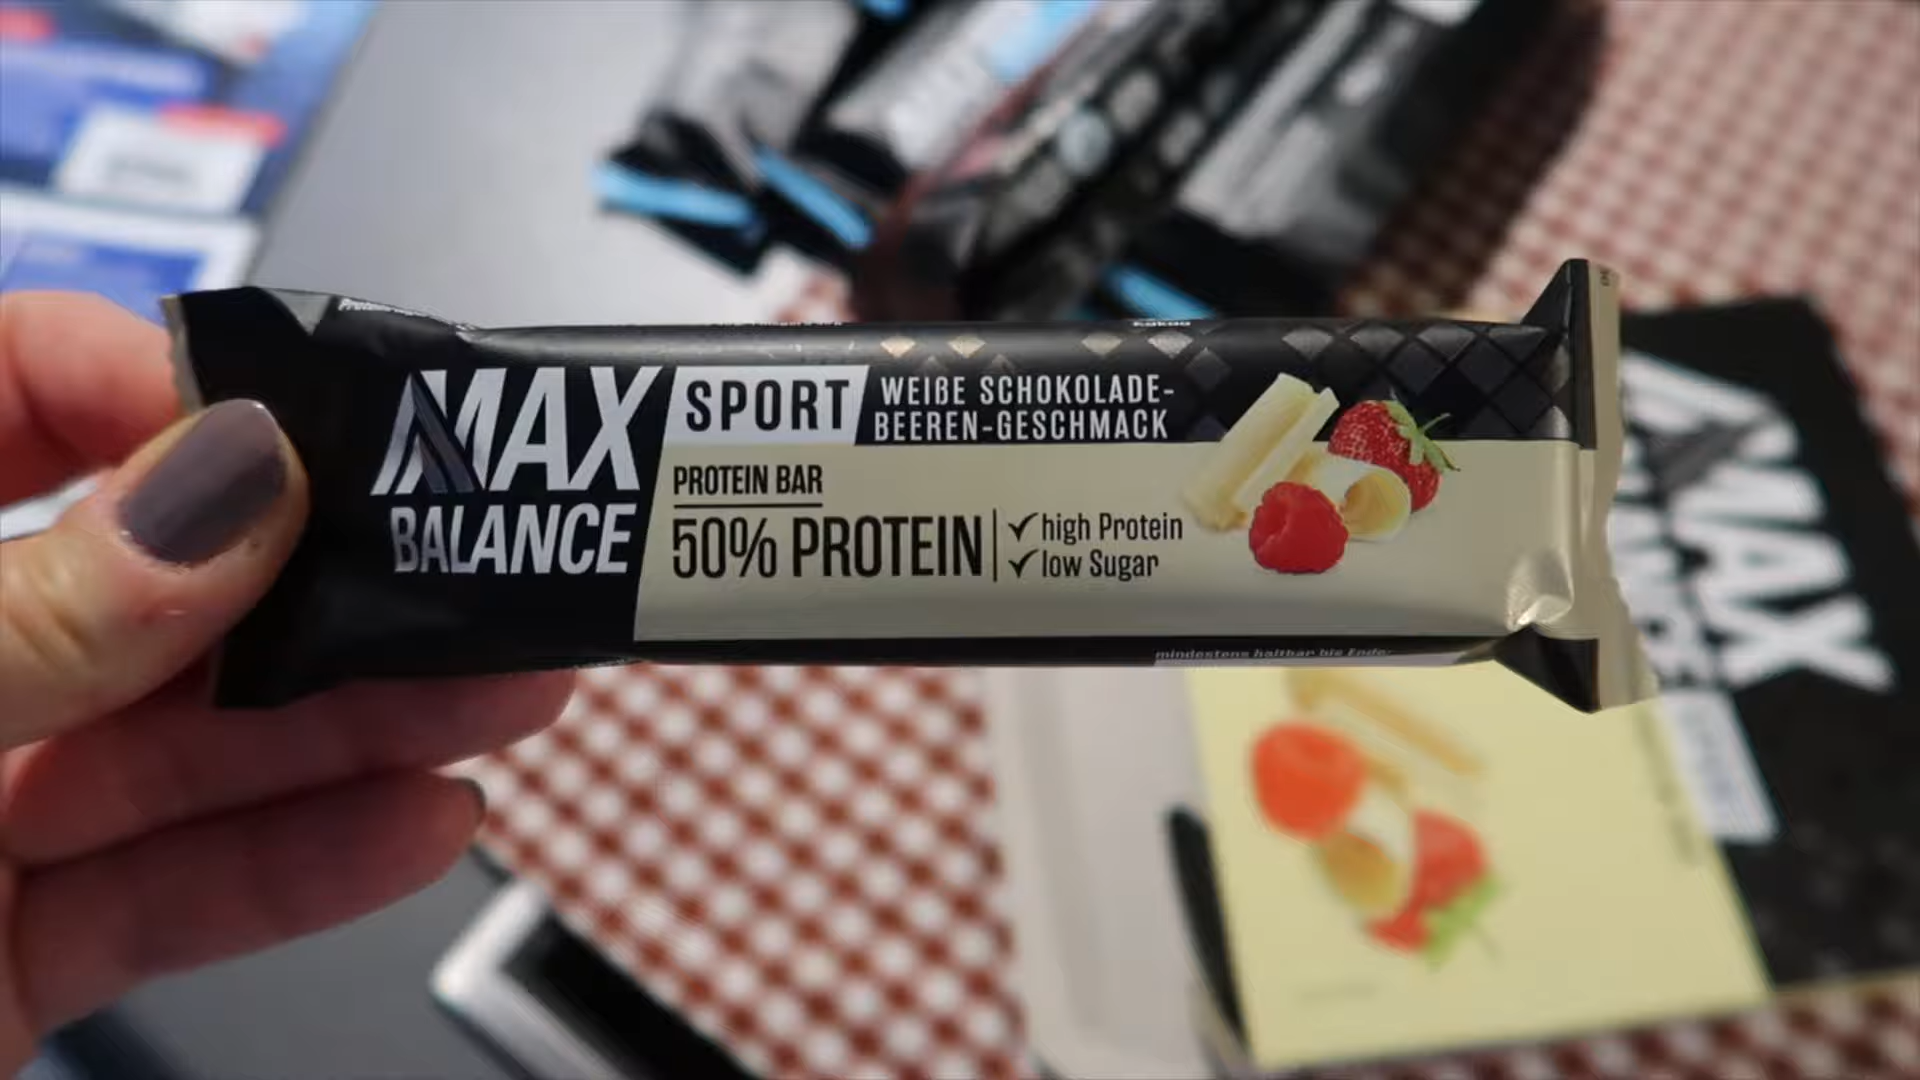 MAX
BALANCE
SPORT
WEIẞE SCHOKOLADE-
BEEREN-GESCHMACK
PROTEIN BAR
50% PROTEIN
✓high Protein
✓low Sugar
mindestens haltbar bis Ende:
MAX